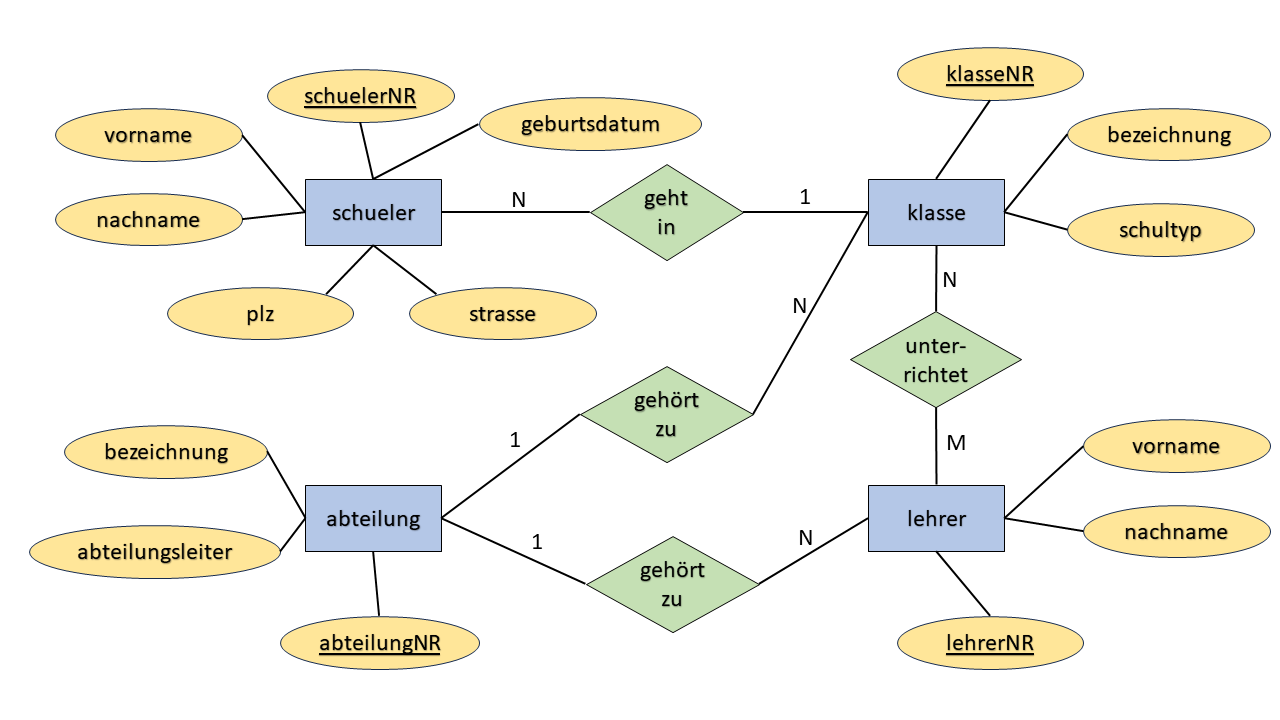 klasseNR
schuelerNR
geburtsdatum
vorname
bezeichnung
N
1
geht
in
schueler
klasse
nachname
schultyp
N
N
plz
strasse
unter-
richtet
gehört
zu
1
M
vorname
bezeichnung
abteilung
lehrer
nachname
abteilungsleiter
1
N
gehört
zu
abteilungNR
lehrerNR